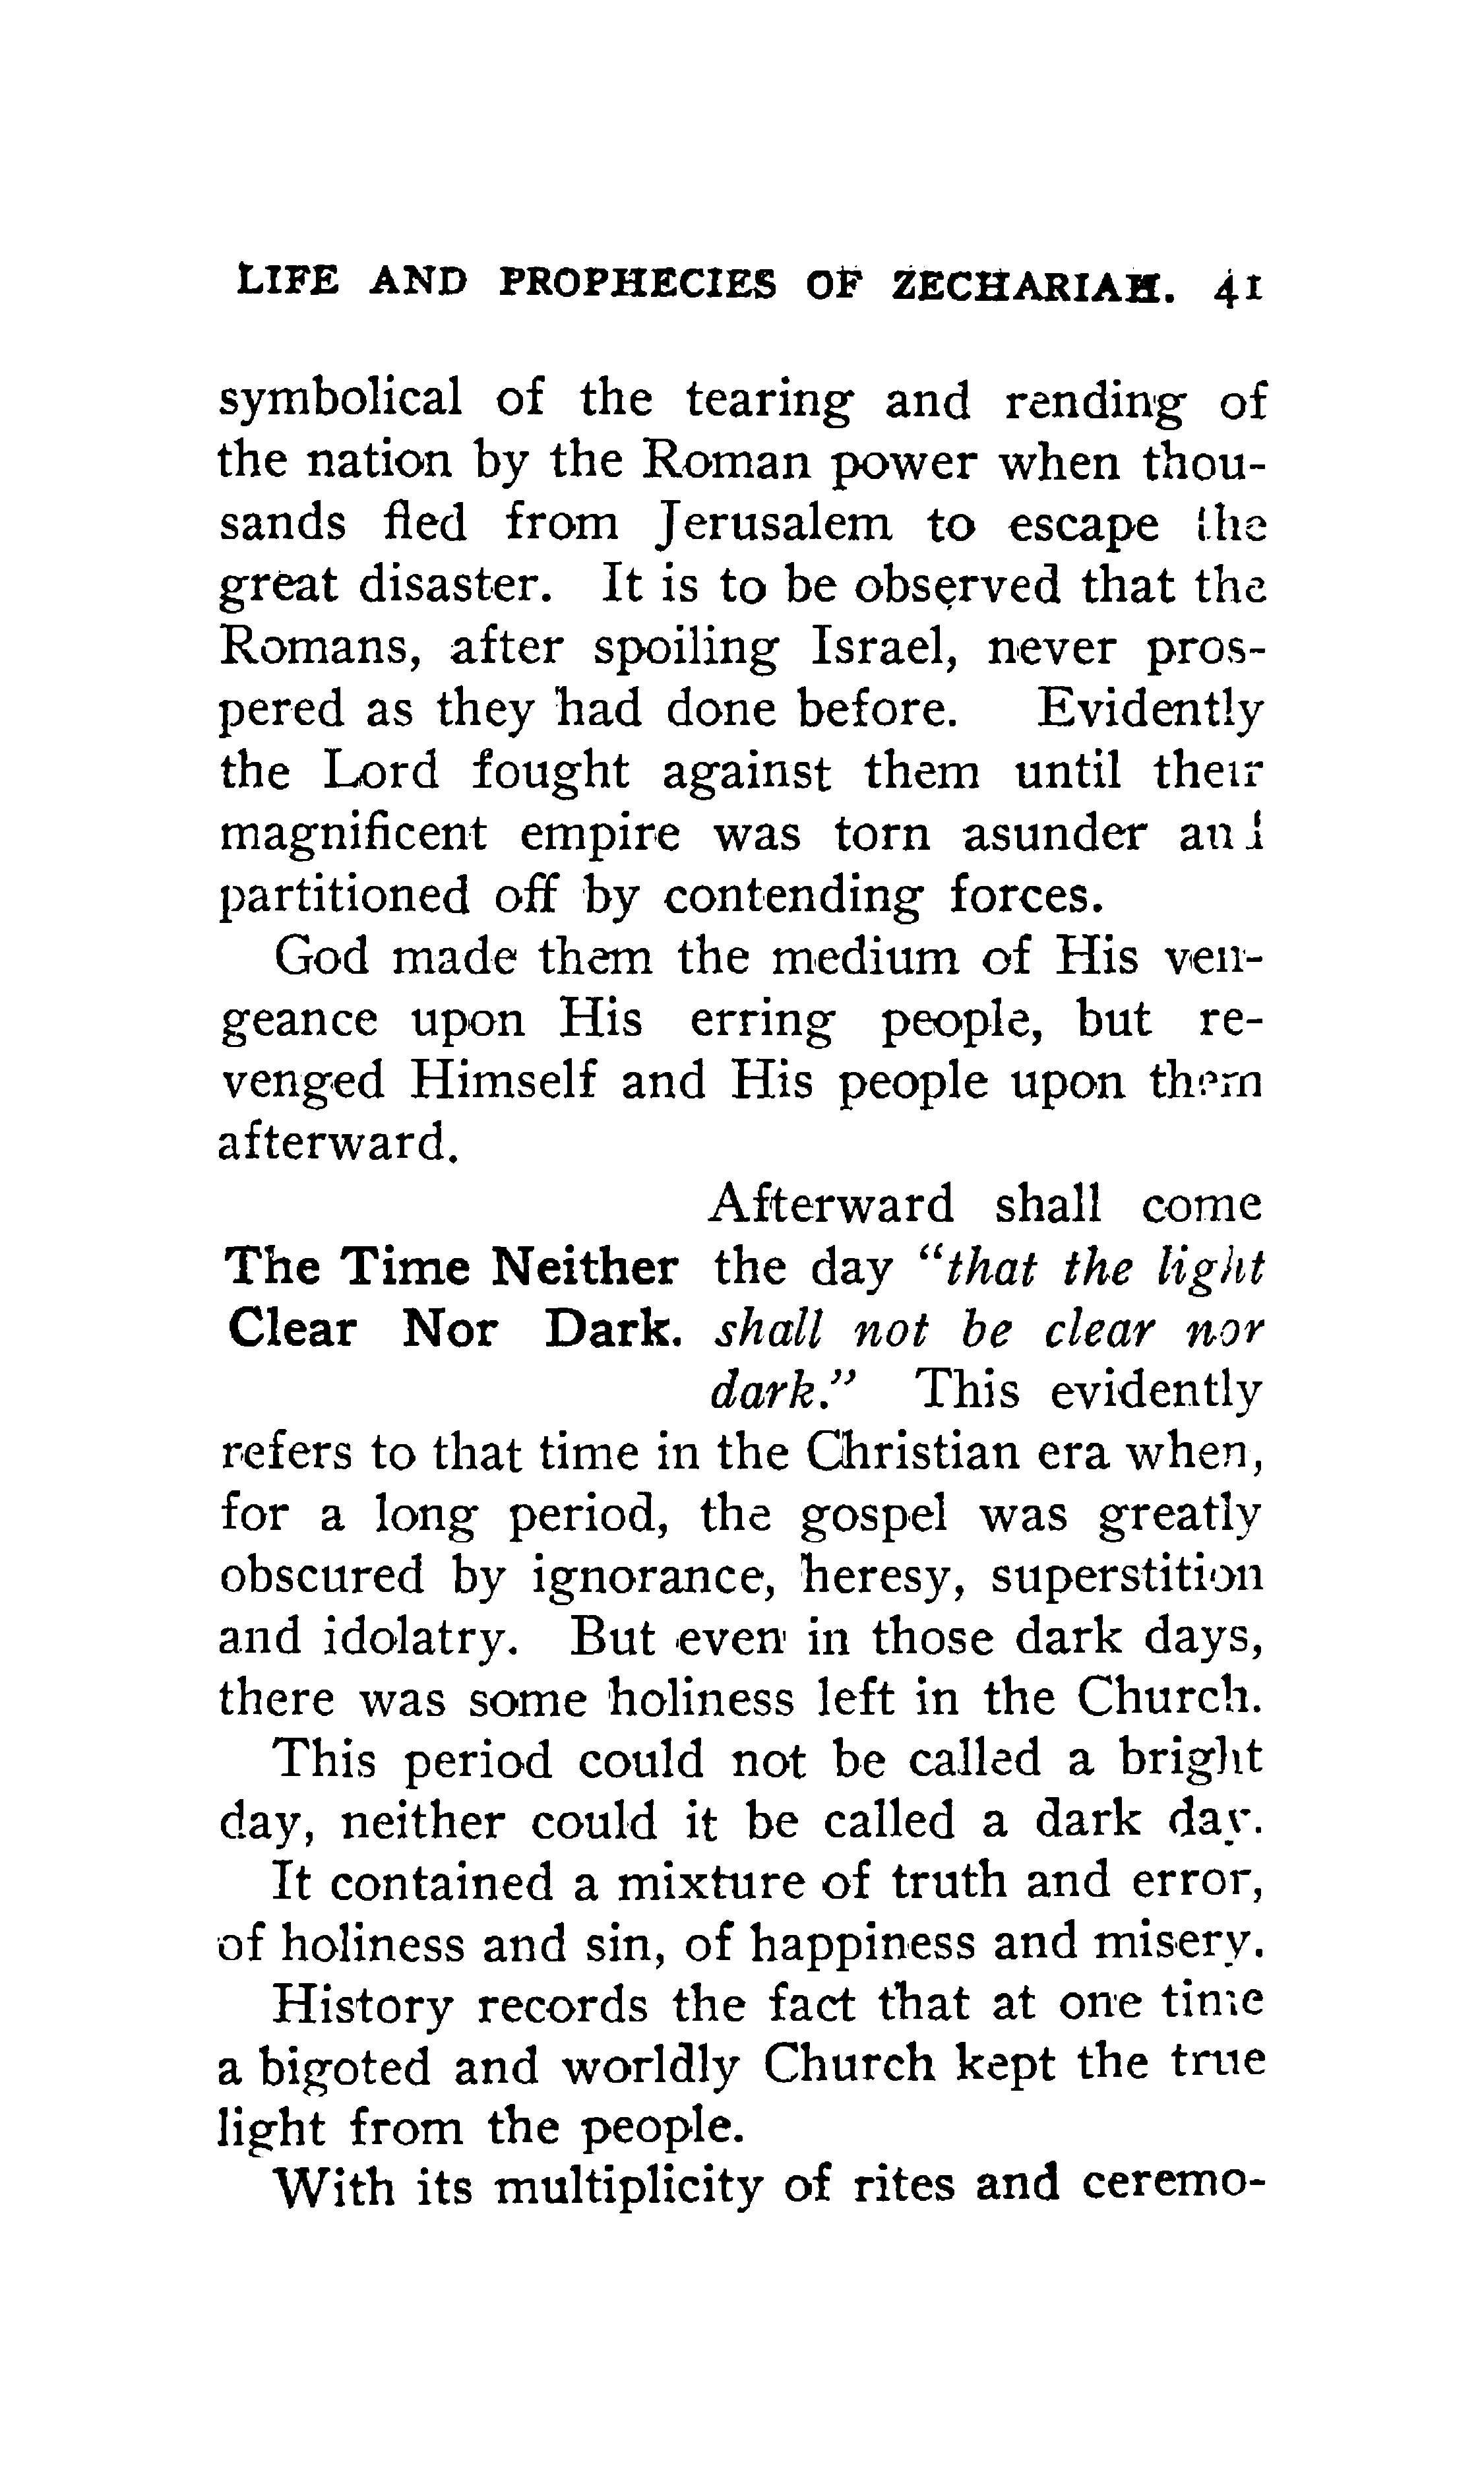 LIFE AND PROPHECIES OF ZECHARIAH. 41
symbolical of the tearing and rending of
the nation by the Roman power when thou-
sands fled from Jerusalem to escape the
great disaster. It is to be observed that the
Romans, after spoiling Israel, never pros-
pered as they had done before. Evidently
the Lord fought against them until their
magnificent empire was torn asunder and
partitioned off by contending forces.
God made them the medium of His ven-
geance upon His erring people, but re-
venged Himself and His people upon them
afterward.
Afterward shall come
The Time Neither the day "that the light
Clear Nor Dark. shall not be clear nor
dark." This evidently
refers to that time in the Christian era when,
for a long period, the gospel was greatly
obscured by ignorance, heresy, superstition
and idolatry. But even in those dark days,
there was some holiness left in the Church.
This period could not be called a bright
day, neither could it be called a dark day.
It contained a mixture of truth and error,
of holiness and sin, of happiness and misery.
History records the fact that at one time
a bigoted and worldly Church kept the true
light from the people.
With its multiplicity of rites and ceremo-